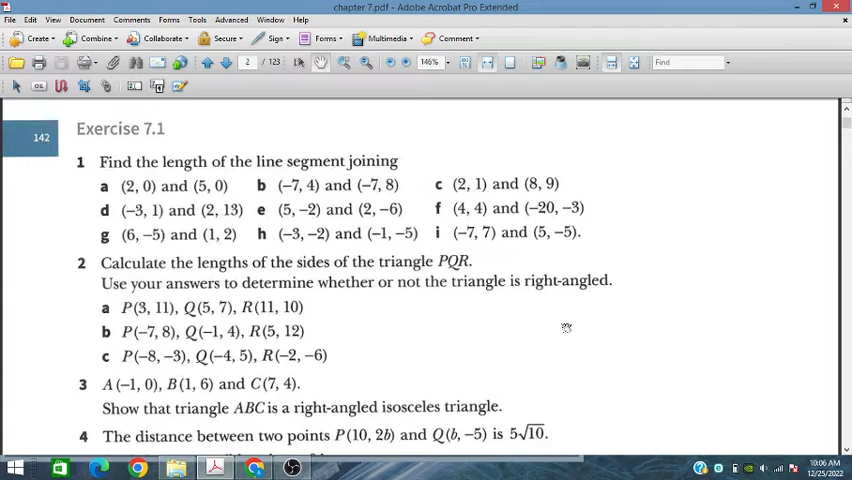 chapter 7.pdf - Adobe Acrobat Pro Extended
File Edit View Document Comments Forms Tools Advanced Window Help
Create Combine Collaborate Secure Sign Forms Multimedia Comment
2 / 123 146% Find
142
Exercise 7.1
1 Find the length of the line segment joining
a (2, 0) and (5, 0) b (−7, 4) and (−7, 8) c (2, 1) and (8, 9)
d (−3, 1) and (2, 13) e (5, −2) and (2, −6) f (4, 4) and (−20, −3)
g (6, −5) and (1, 2) h (−3, −2) and (−1, −5) i (−7, 7) and (5, −5).
2 Calculate the lengths of the sides of the triangle PQR.
Use your answers to determine whether or not the triangle is right-angled.
a P(3, 11), Q(5, 7), R(11, 10)
b P(−7, 8), Q(−1, 4), R(5, 12)
c P(−8, −3), Q(−4, 5), R(−2, −6)
3 A(−1, 0), B(1, 6) and C(7, 4).
Show that triangle ABC is a right-angled isosceles triangle.
4 The distance between two points P(10, 2b) and Q(b, −5) is 5√10.
10:06 AM
12/25/2022